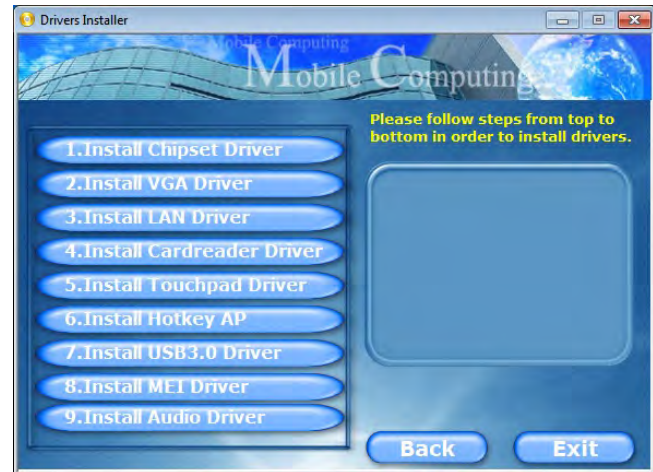 Drivers Installer
Mobile Computing
Mobile Computing
1.Install Chipset Driver
2.Install VGA Driver
3.Install LAN Driver
4.Install Cardreader Driver
5.Install Touchpad Driver
6.Install Hotkey AP
7.Install USB3.0 Driver
8.Install MEI Driver
9.Install Audio Driver
Please follow steps from top to
bottom in order to install drivers.
Back
Exit